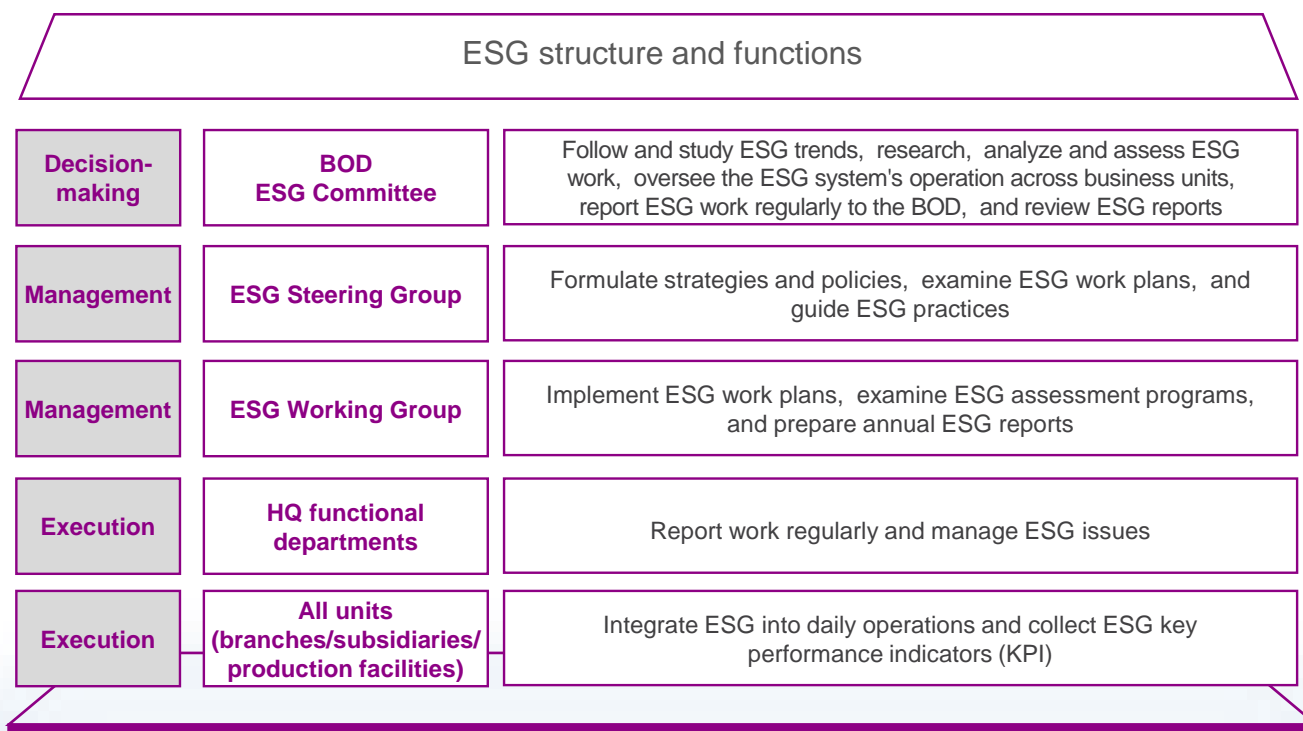 ESG structure and functions
Decision-
making
BOD
ESG Committee
Follow and study ESG trends, research, analyze and assess ESG
work, oversee the ESG system's operation across business units,
report ESG work regularly to the BOD, and review ESG reports
Management
ESG Steering Group
Formulate strategies and policies, examine ESG work plans, and
guide ESG practices
Management
ESG Working Group
Implement ESG work plans, examine ESG assessment programs,
and prepare annual ESG reports
Execution
HQ functional
departments
Report work regularly and manage ESG issues
Execution
All units
(branches/subsidiaries/
production facilities)
Integrate ESG into daily operations and collect ESG key
performance indicators (KPI)